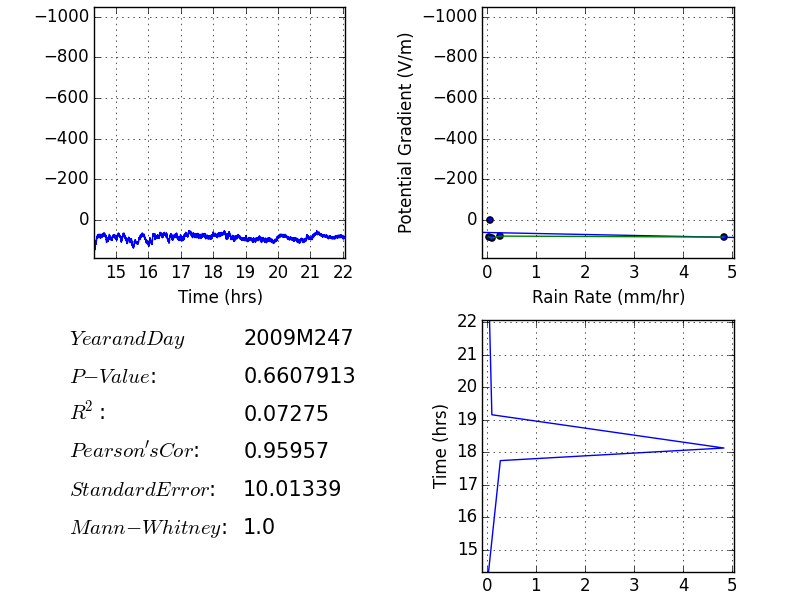 −1000
−800
−600
−400
−200
0
15 16 17 18 19 20 21 22
Time (hrs)
−1000
−800
−600
−400
−200
0
Potential Gradient (V/m)
0 1 2 3 4 5
Rain Rate (mm/hr)
YearandDay 2009M247
P−Value: 0.6607913
R²: 0.07275
Pearson'sCor: 0.95957
StandardError: 10.01339
Mann−Whitney: 1.0
22
21
20
19
18
17
16
15
Time (hrs)
0 1 2 3 4 5